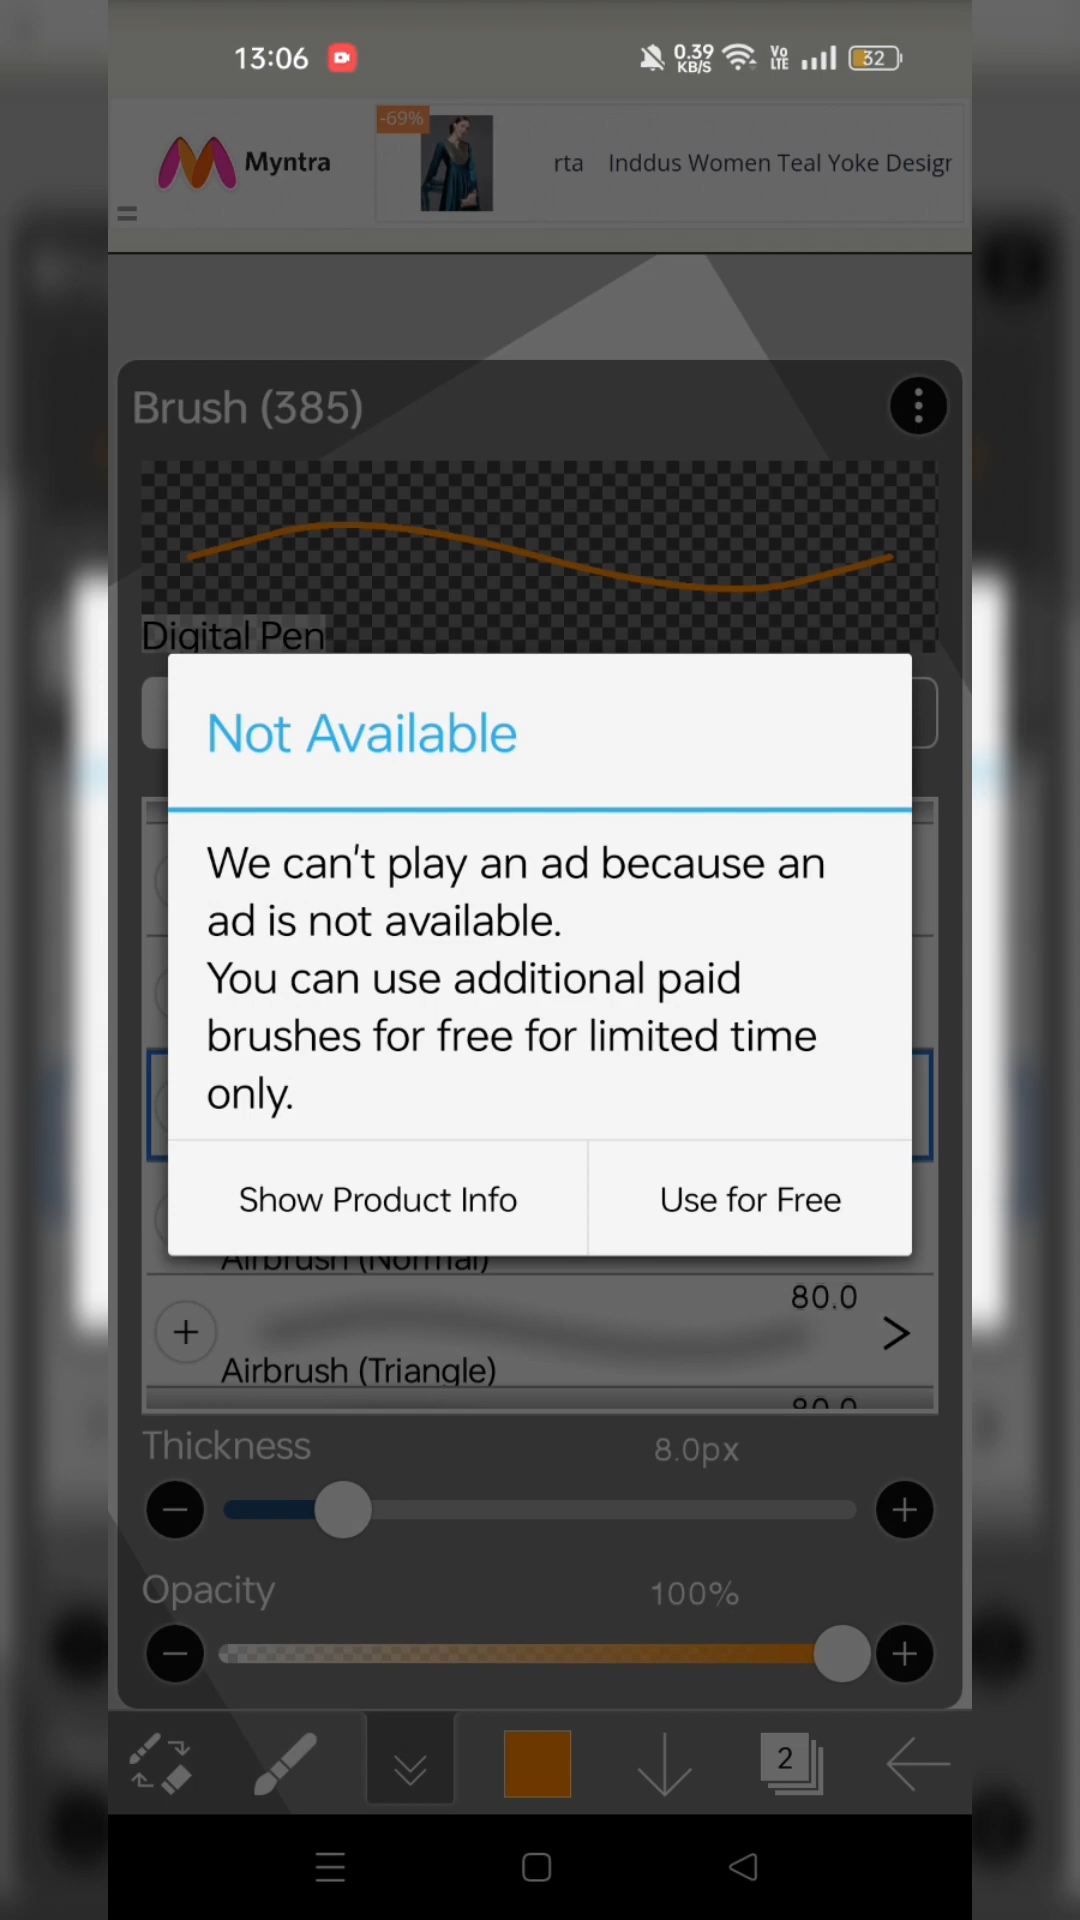 13:06
0.39 KB/S
Vo LTE
32
Myntra
-69%
rta Inddus Women Teal Yoke Design
Brush (385)
Digital Pen
Not Available
We can't play an ad because an
ad is not available.
You can use additional paid
brushes for free for limited time
only.
Show Product Info
Use for Free
Airbrush (Normal)
80.0
Airbrush (Triangle)
80.0
Thickness
8.0px
Opacity
100%
2